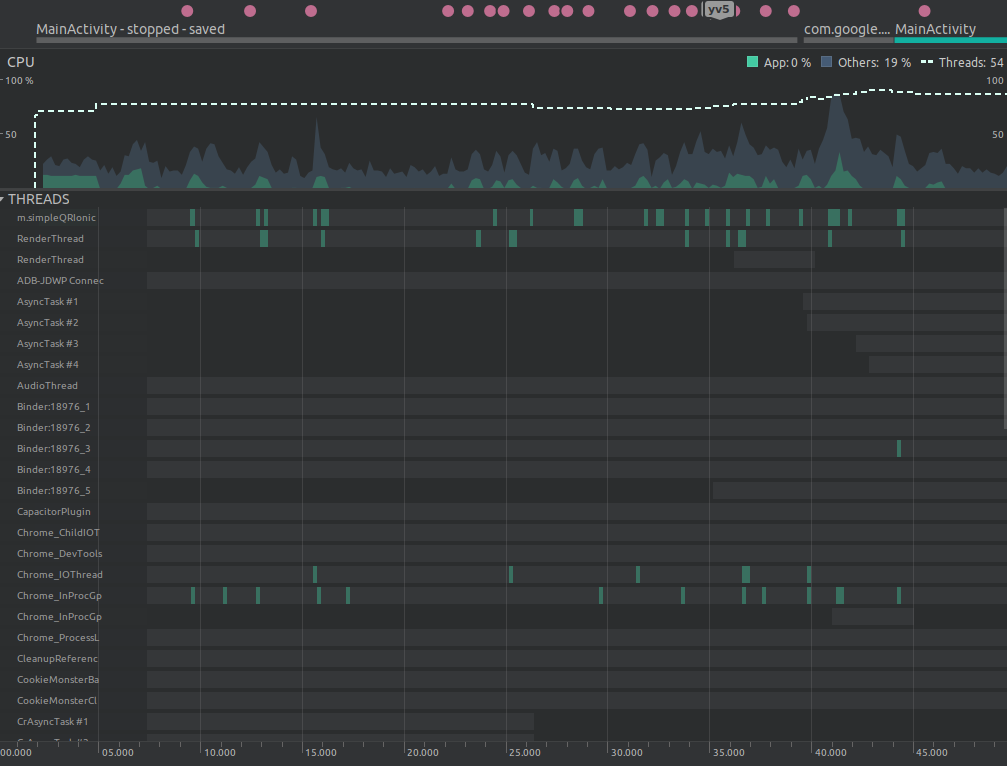 yv5
MainActivity - stopped - saved com.google.... MainActivity
CPU App: 0 % Others: 19 % Threads: 54
100 % 100
50 50
THREADS
m.simpleQRIonic
RenderThread
RenderThread
ADB-JDWP Connec
AsyncTask #1
AsyncTask #2
AsyncTask #3
AsyncTask #4
AudioThread
Binder:18976_1
Binder:18976_2
Binder:18976_3
Binder:18976_4
Binder:18976_5
CapacitorPlugin
Chrome_ChildIOT
Chrome_DevTools
Chrome_IOThread
Chrome_InProcGp
Chrome_InProcGp
Chrome_ProcessL
CleanupReferenc
CookieMonsterBa
CookieMonsterCl
CrAsyncTask #1
00.000 05.000 10.000 15.000 20.000 25.000 30.000 35.000 40.000 45.000